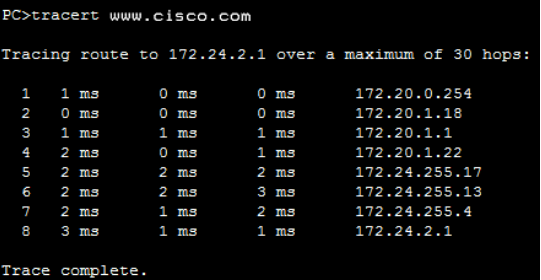 PC>tracert www.cisco.com
Tracing route to 172.24.2.1 over a maximum of 30 hops:
1 1 ms 0 ms 0 ms 172.20.0.254
2 0 ms 0 ms 0 ms 172.20.1.18
3 1 ms 1 ms 1 ms 172.20.1.1
4 2 ms 0 ms 1 ms 172.20.1.22
5 2 ms 2 ms 2 ms 172.24.255.17
6 2 ms 2 ms 3 ms 172.24.255.13
7 2 ms 1 ms 2 ms 172.24.255.4
8 3 ms 1 ms 1 ms 172.24.2.1
Trace complete.